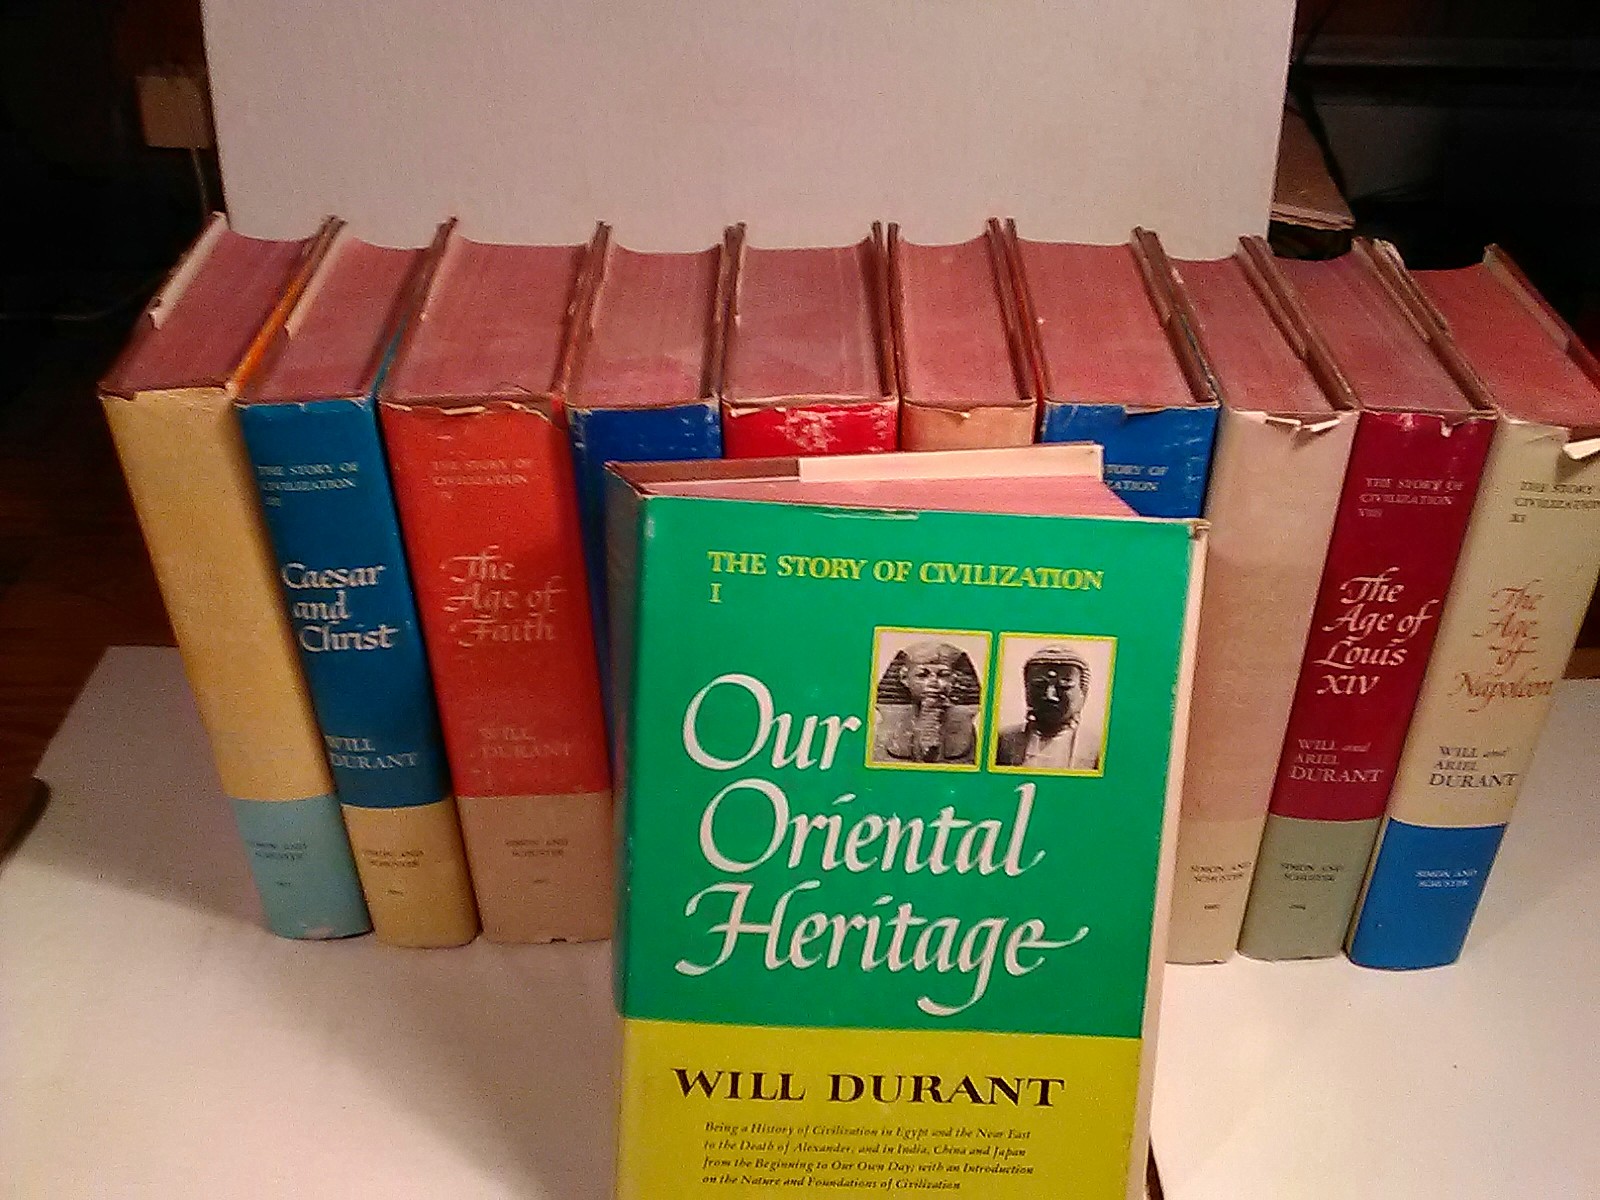 THE STORY OF
CIVILIZATION
III
Caesar
and
Christ
WILL
DURANT
SIMON AND
SCHUSTER
THE STORY OF
CIVILIZATION
IV
The
Age of
Faith
WILL
DURANT
SIMON AND
SCHUSTER
THE STORY OF CIVILIZATION
I
Our
Oriental
Heritage
WILL DURANT
Being a History of Civilization in Egypt and the Near East
to the Death of Alexander, and in India, China and Japan
from the Beginning to Our Own Day; with an Introduction
on the Nature and Foundations of Civilization
SIMON AND
SCHUSTER
THE STORY OF
CIVILIZATION
VIII
The
Age of
Louis
XIV
WILL and
ARIEL
DURANT
SIMON AND
SCHUSTER
THE STORY
CIVILIZATION
XI
The
Age
of
Napoleon
WILL and
ARIEL
DURANT
SIMON AND
SCHUSTER